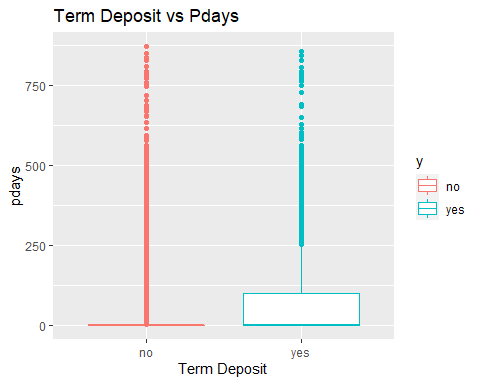 Term Deposit vs Pdays
pdays
750
500
250
0
no
yes
Term Deposit
y
no
yes